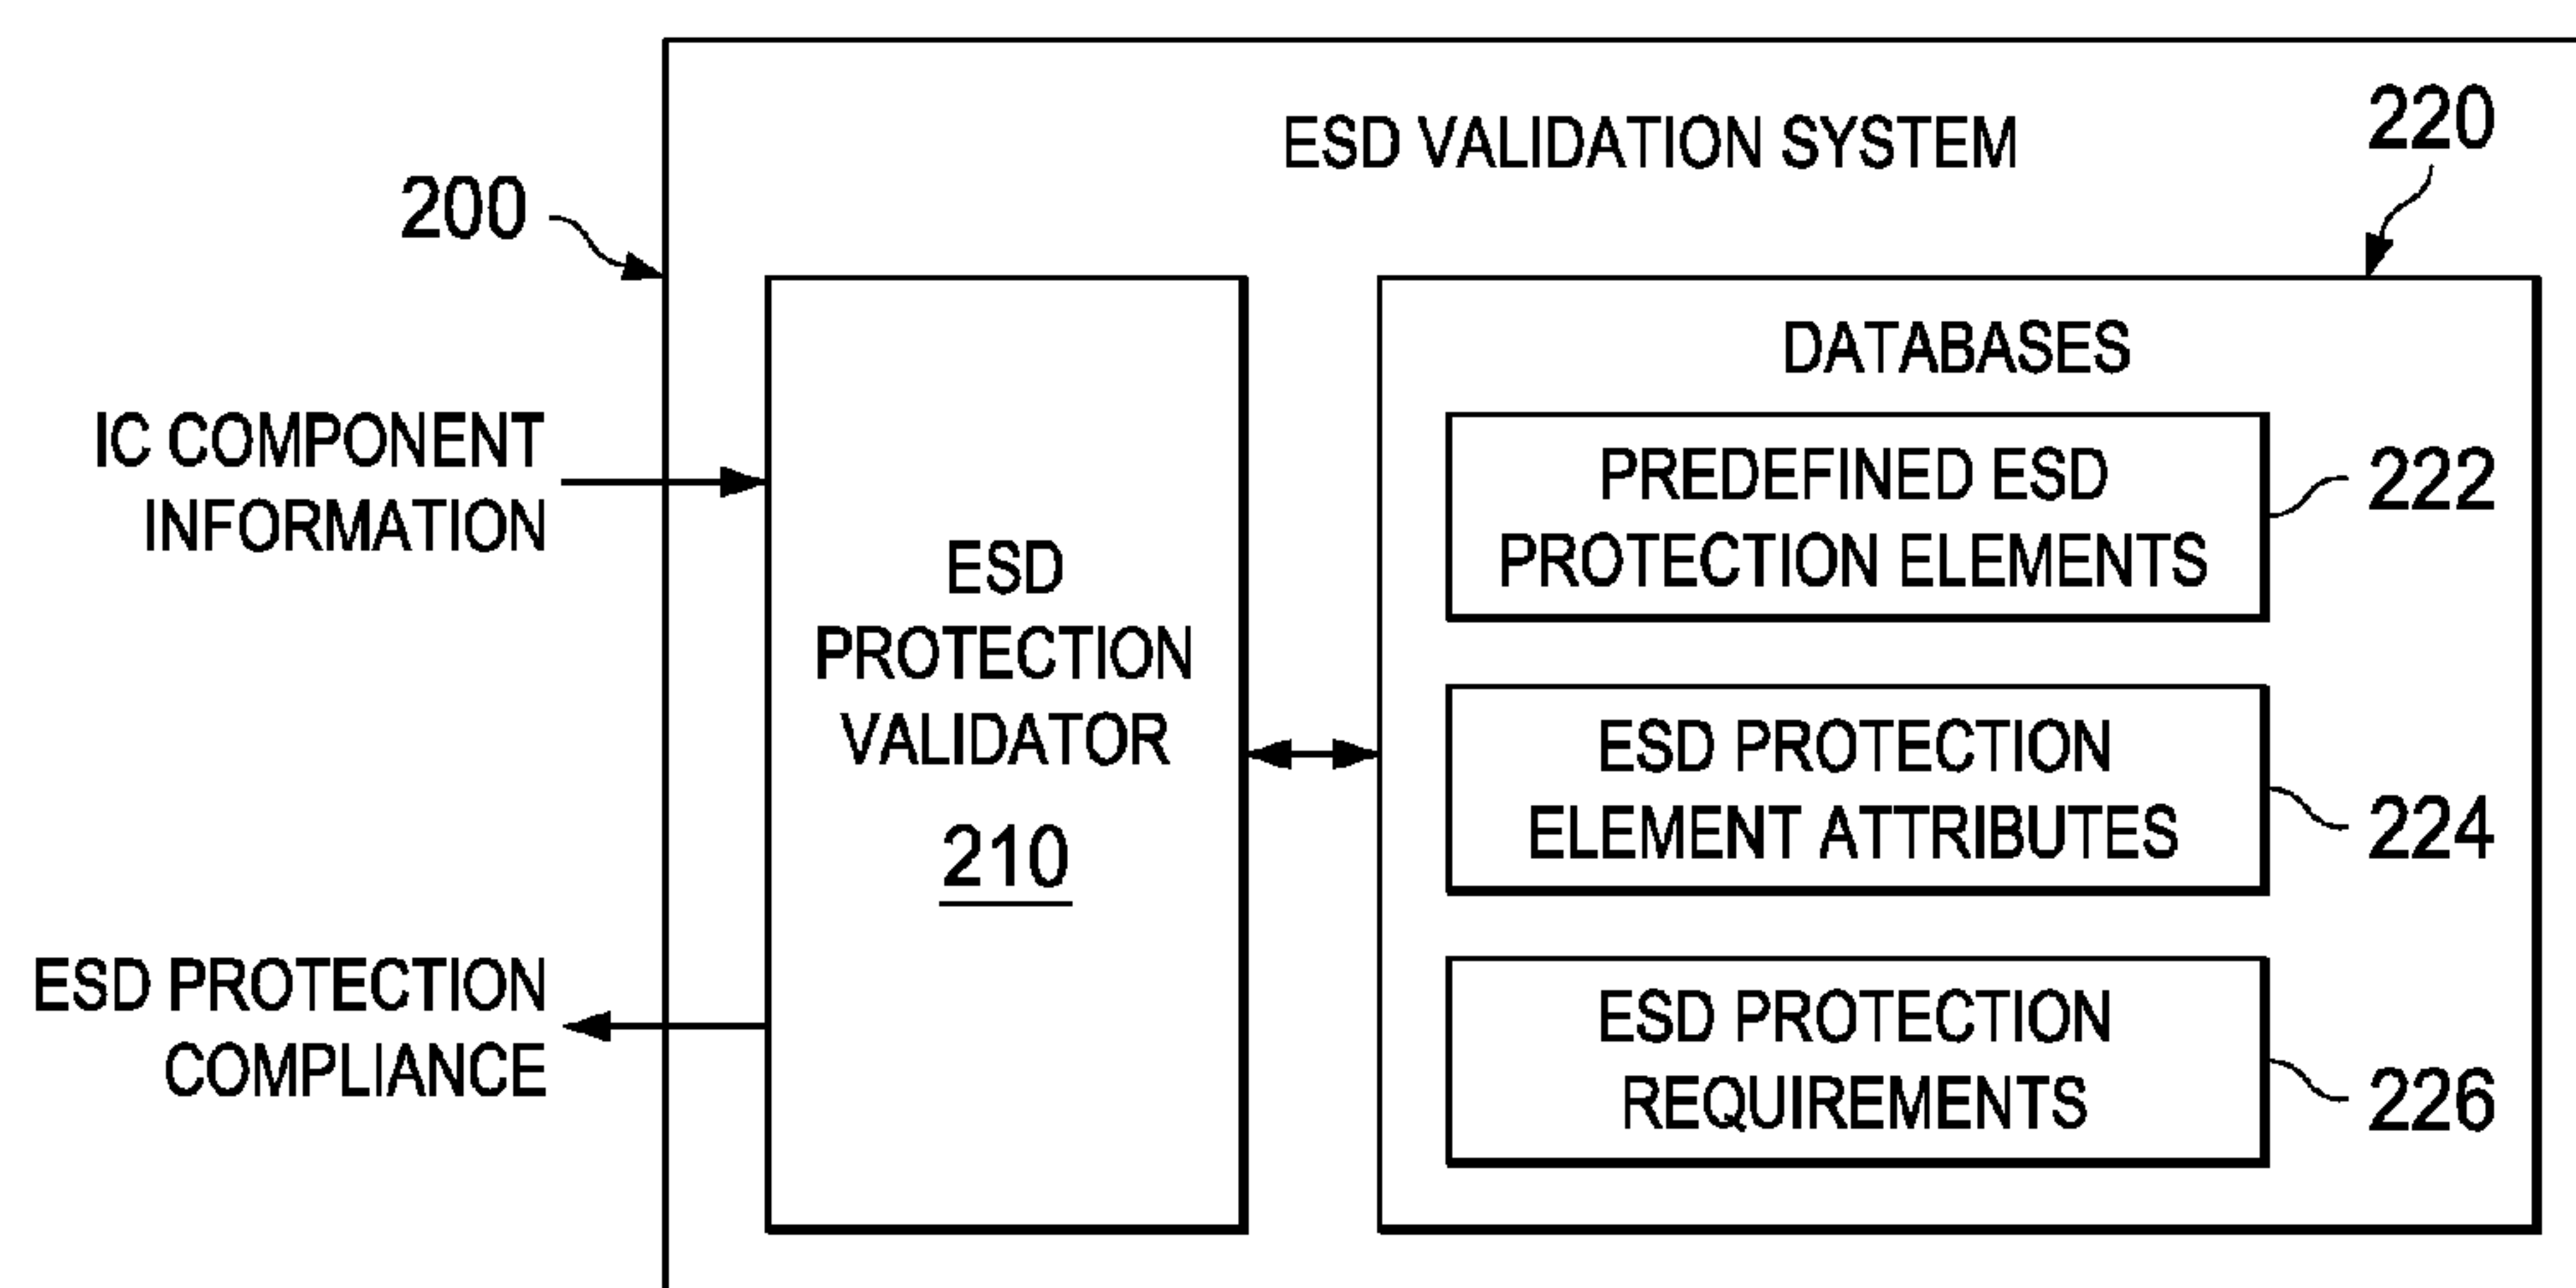 ESD VALIDATION SYSTEM
220
200
DATABASES
IC COMPONENT
INFORMATION
ESD
PROTECTION
VALIDATOR
210
PREDEFINED ESD
PROTECTION ELEMENTS
222
ESD PROTECTION
ELEMENT ATTRIBUTES
224
ESD PROTECTION
REQUIREMENTS
226
ESD PROTECTION
COMPLIANCE